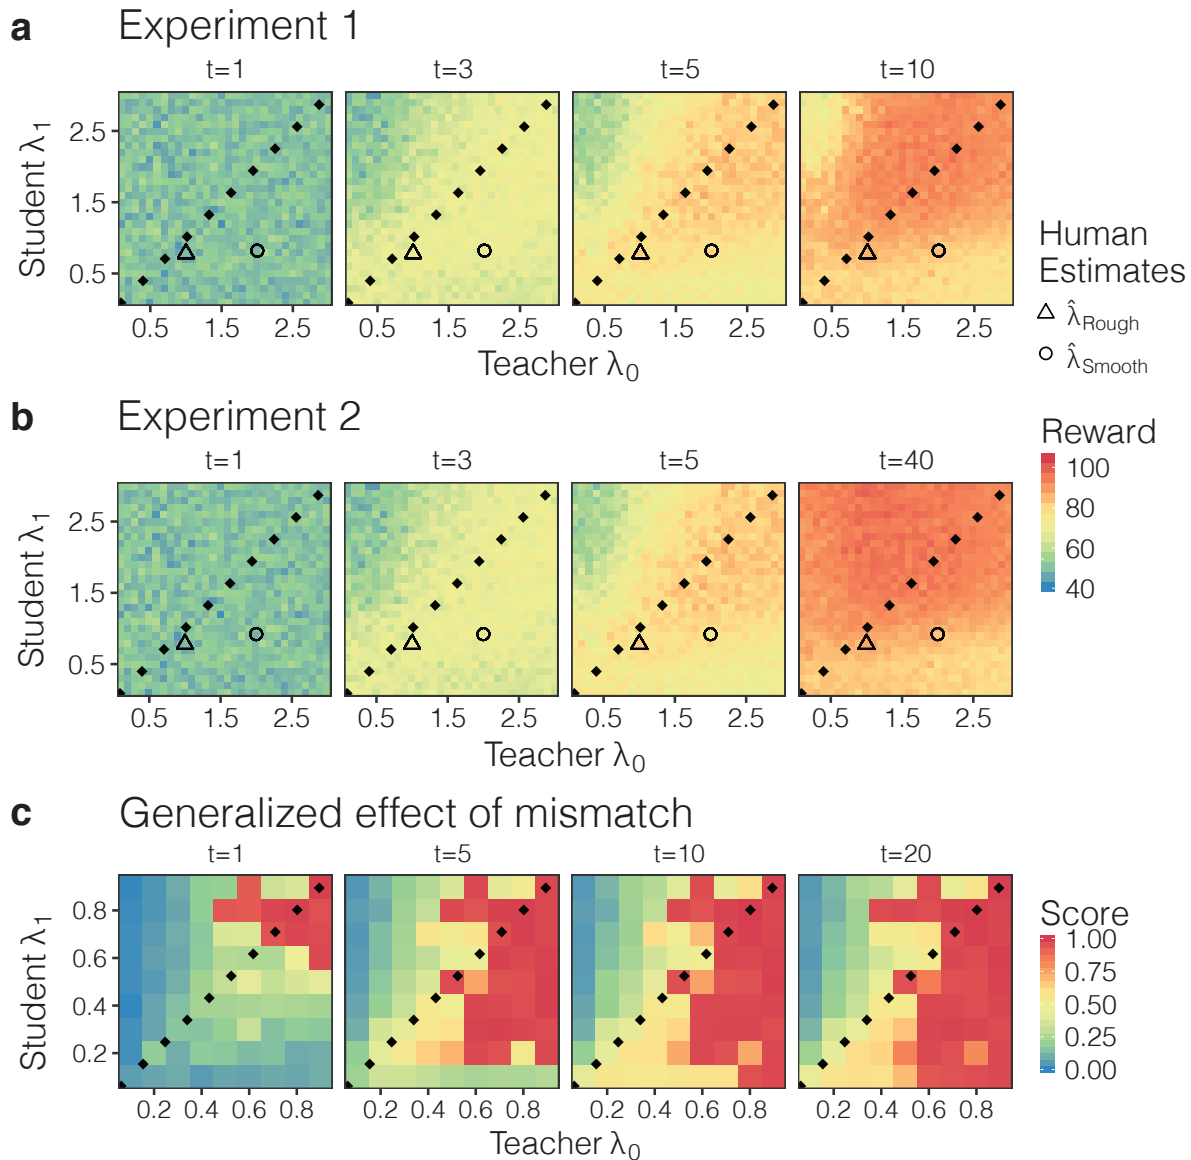 a Experiment 1
t=1 t=3 t=5 t=10
Student λ1
2.5
1.5
0.5
0.5 1.5 2.5 0.5 1.5 2.5 0.5 1.5 2.5 0.5 1.5 2.5
Teacher λ0
Human
Estimates
λ̂Rough
λ̂Smooth
b Experiment 2
t=1 t=3 t=5 t=40
Student λ1
2.5
1.5
0.5
0.5 1.5 2.5 0.5 1.5 2.5 0.5 1.5 2.5 0.5 1.5 2.5
Teacher λ0
Reward
100
80
60
40
c Generalized effect of mismatch
t=1 t=5 t=10 t=20
Student λ1
0.8
0.6
0.4
0.2
0.2 0.4 0.6 0.8 0.2 0.4 0.6 0.8 0.2 0.4 0.6 0.8 0.2 0.4 0.6 0.8
Teacher λ0
Score
1.00
0.75
0.50
0.25
0.00